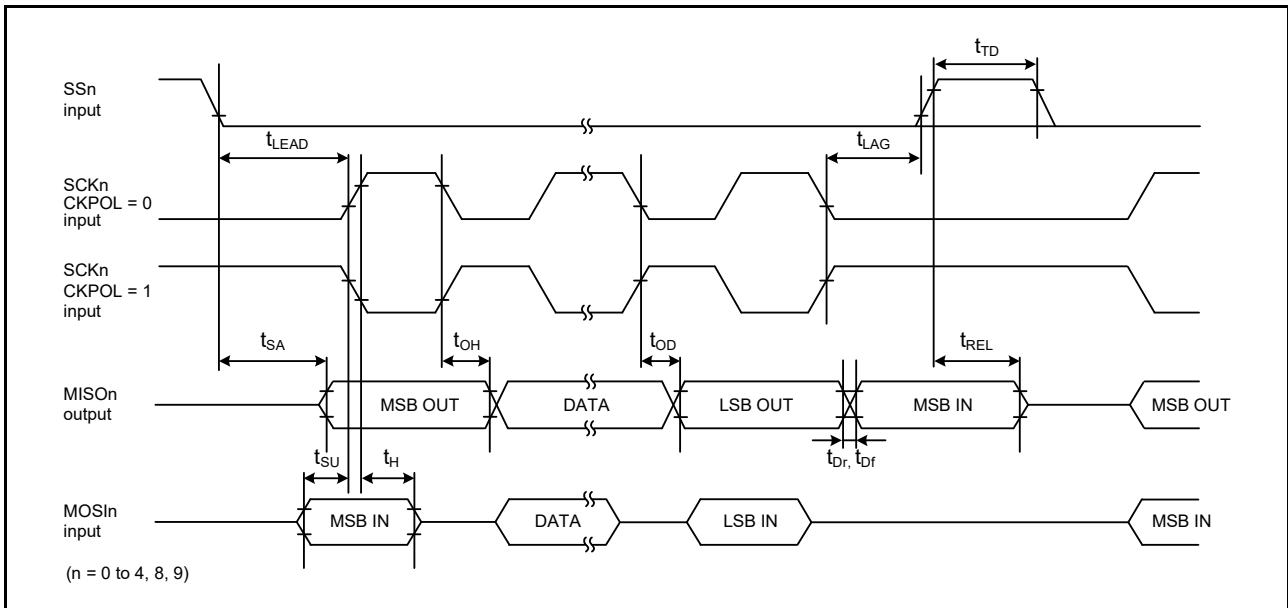 tTD
SSn
input
tLEAD
tLAG
SCKn
CKPOL = 0
input
SCKn
CKPOL = 1
input
tSA
tOH
tOD
tREL
MISOn
output
MSB OUT
DATA
LSB OUT
MSB IN
MSB OUT
tSU
tH
tDr, tDf
MOSIn
input
MSB IN
DATA
LSB IN
MSB IN
(n = 0 to 4, 8, 9)